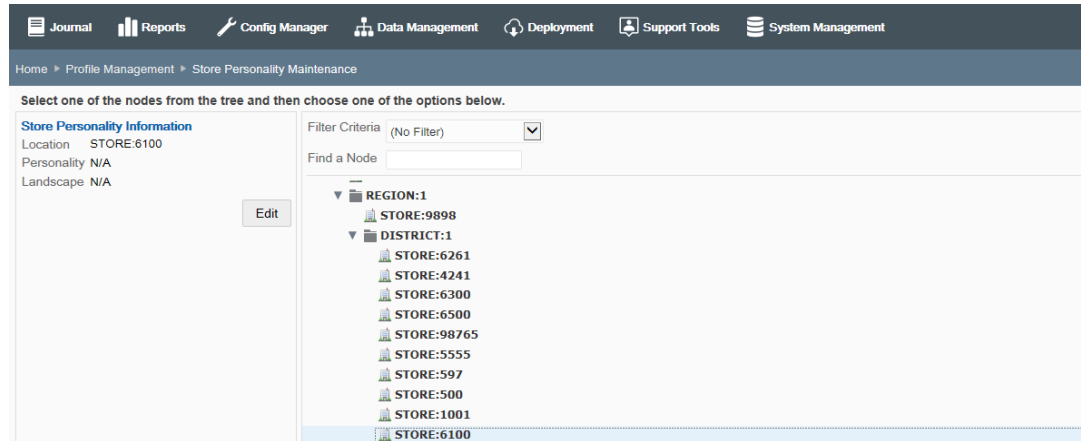 Journal Reports Config Manager Data Management Deployment Support Tools System Management
Home Profile Management Store Personality Maintenance
Select one of the nodes from the tree and then choose one of the options below.
Store Personality Information
Location STORE:6100
Personality N/A
Landscape N/A
Edit
Filter Criteria (No Filter)
Find a Node
REGION:1
STORE:9898
DISTRICT:1
STORE:6261
STORE:4241
STORE:6300
STORE:6500
STORE:98765
STORE:5555
STORE:597
STORE:500
STORE:1001
STORE:6100